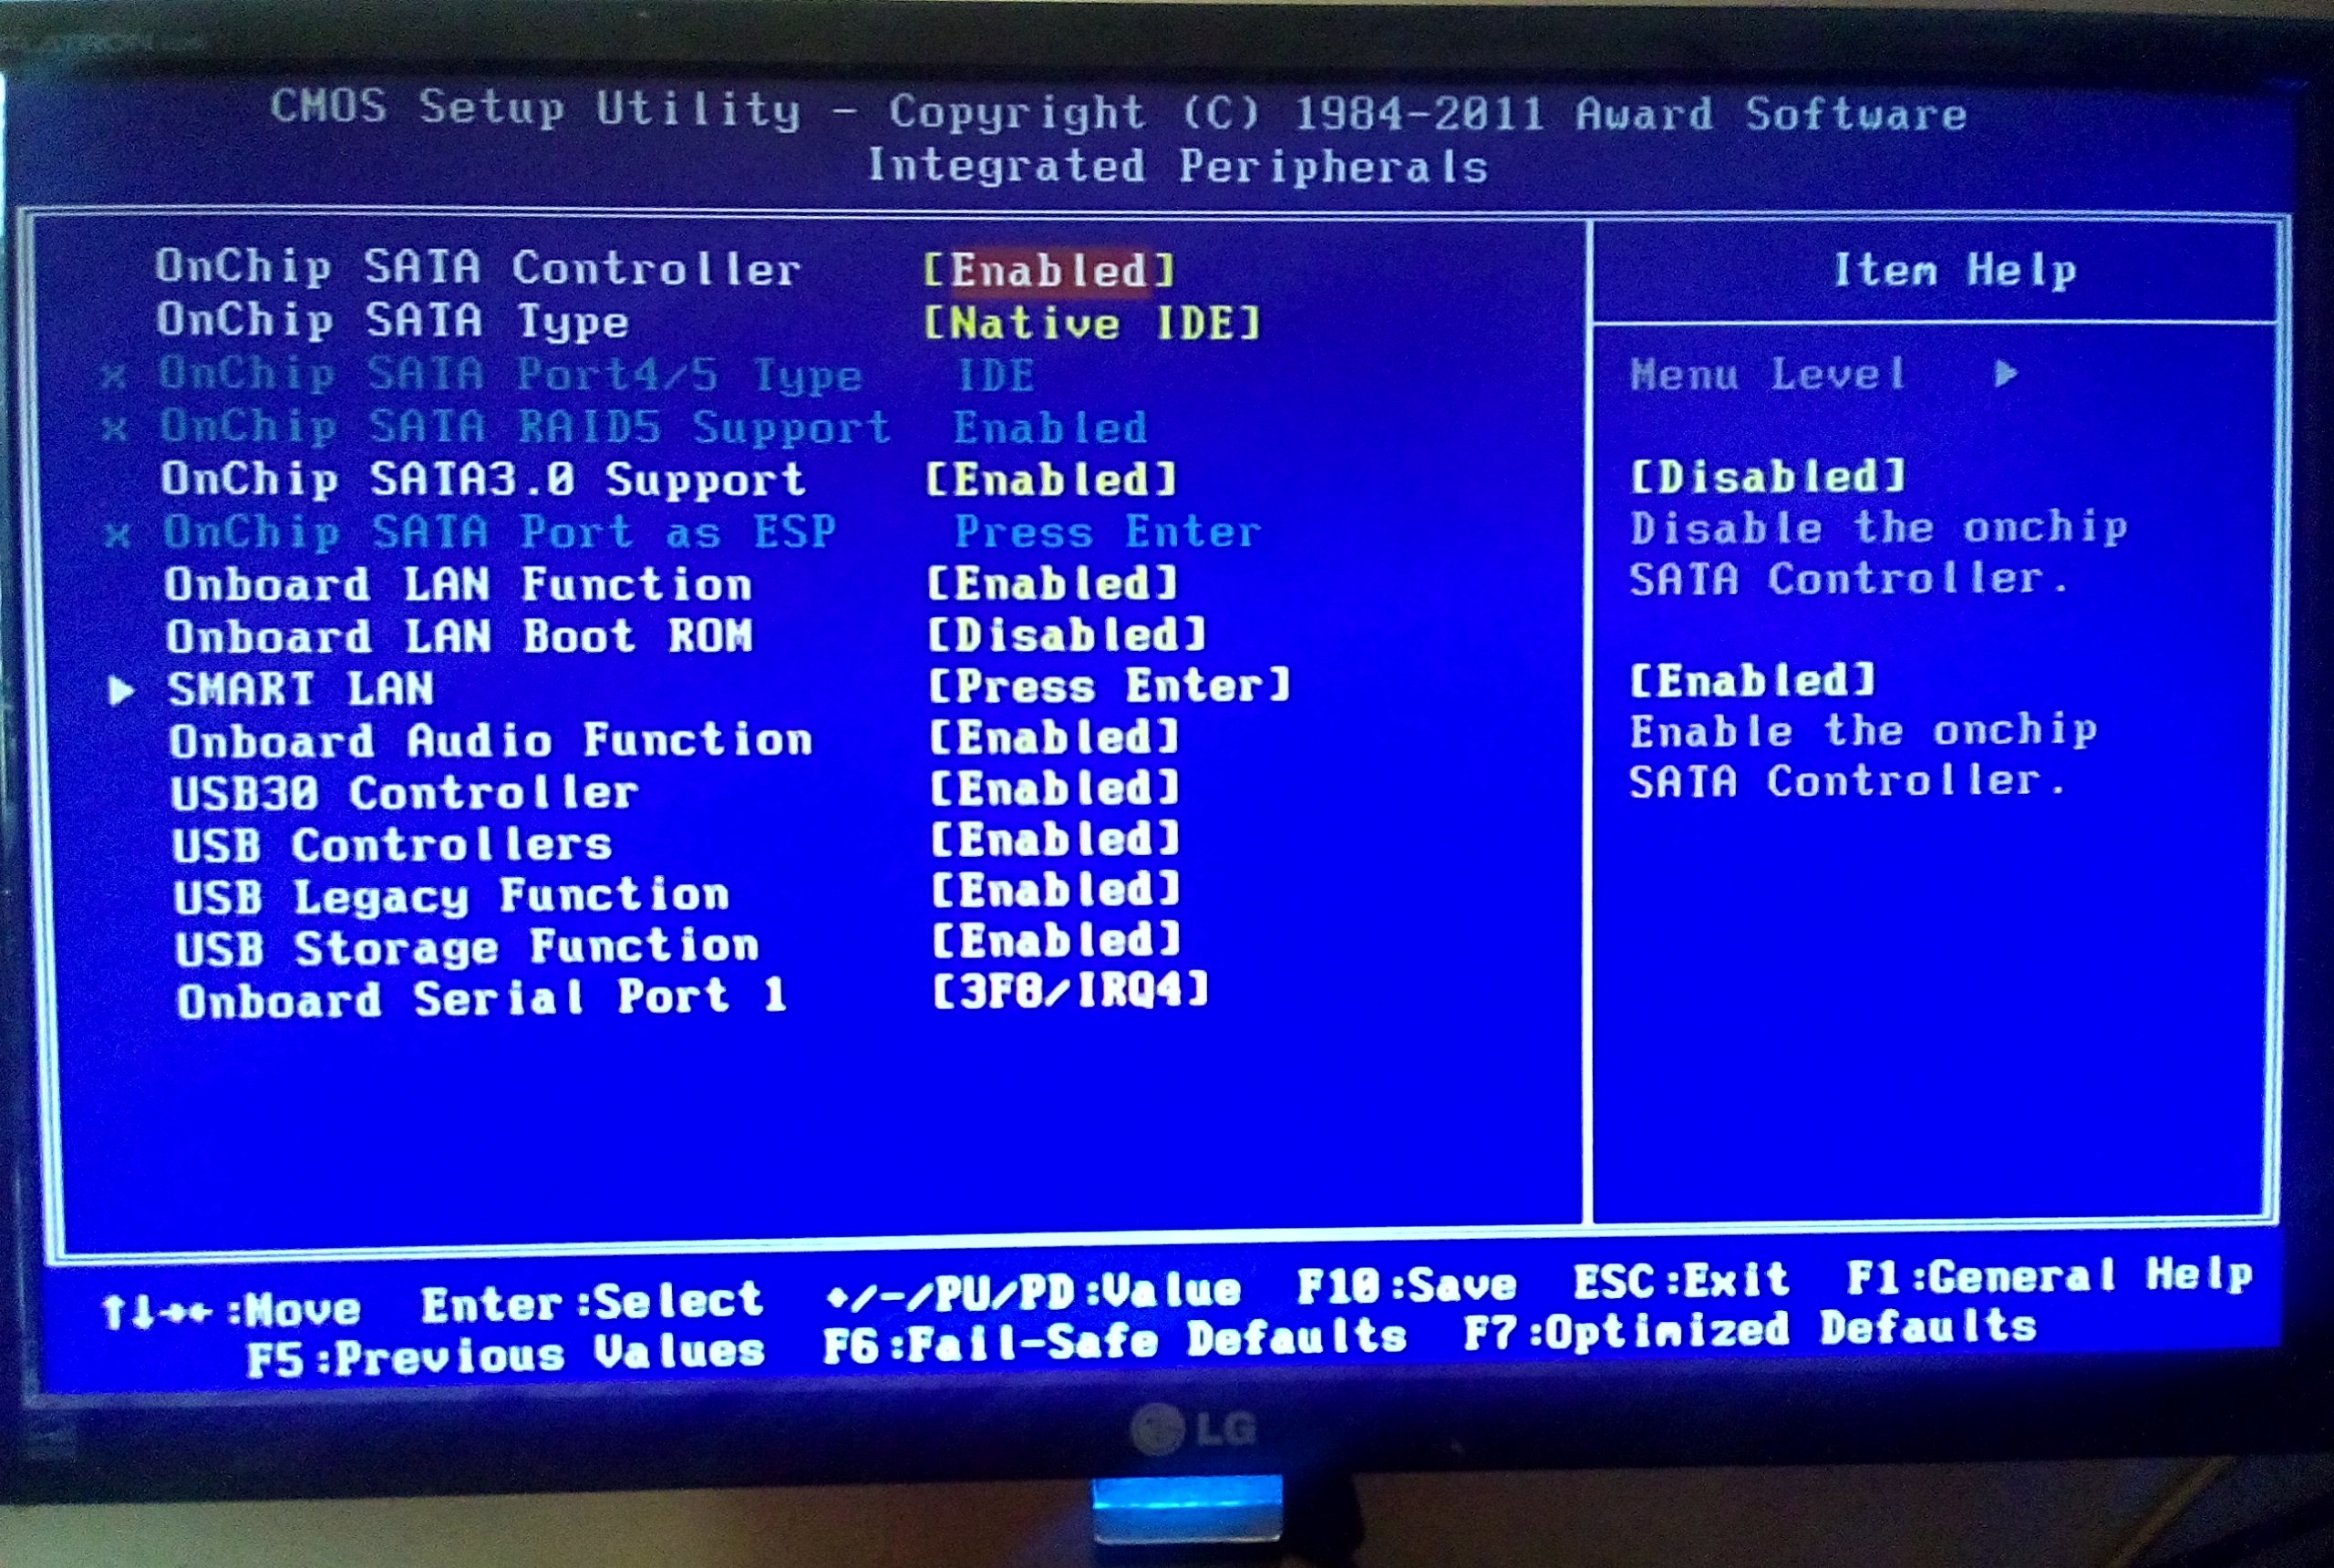 CMOS Setup Utility - Copyright (C) 1984-2011 Award Software
Integrated Peripherals
OnChip SATA Controller [Enabled]
OnChip SATA Type [Native IDE]
x OnChip SATA Port4/5 Type IDE
x OnChip SATA RAID5 Support Enabled
OnChip SATA3.0 Support [Enabled]
x OnChip SATA Port as ESP Press Enter
Onboard LAN Function [Enabled]
Onboard LAN Boot ROM [Disabled]
► SMART LAN [Press Enter]
Onboard Audio Function [Enabled]
USB30 Controller [Enabled]
USB Controllers [Enabled]
USB Legacy Function [Enabled]
USB Storage Function [Enabled]
Onboard Serial Port 1 [3F8/IRQ4]
Item Help
Menu Level ►
[Disabled]
Disable the onchip
SATA Controller.
[Enabled]
Enable the onchip
SATA Controller.
↑↓→←:Move Enter:Select +/-/PU/PD:Value F10:Save ESC:Exit F1:General Help
F5:Previous Values F6:Fail-Safe Defaults F7:Optimized Defaults
LG